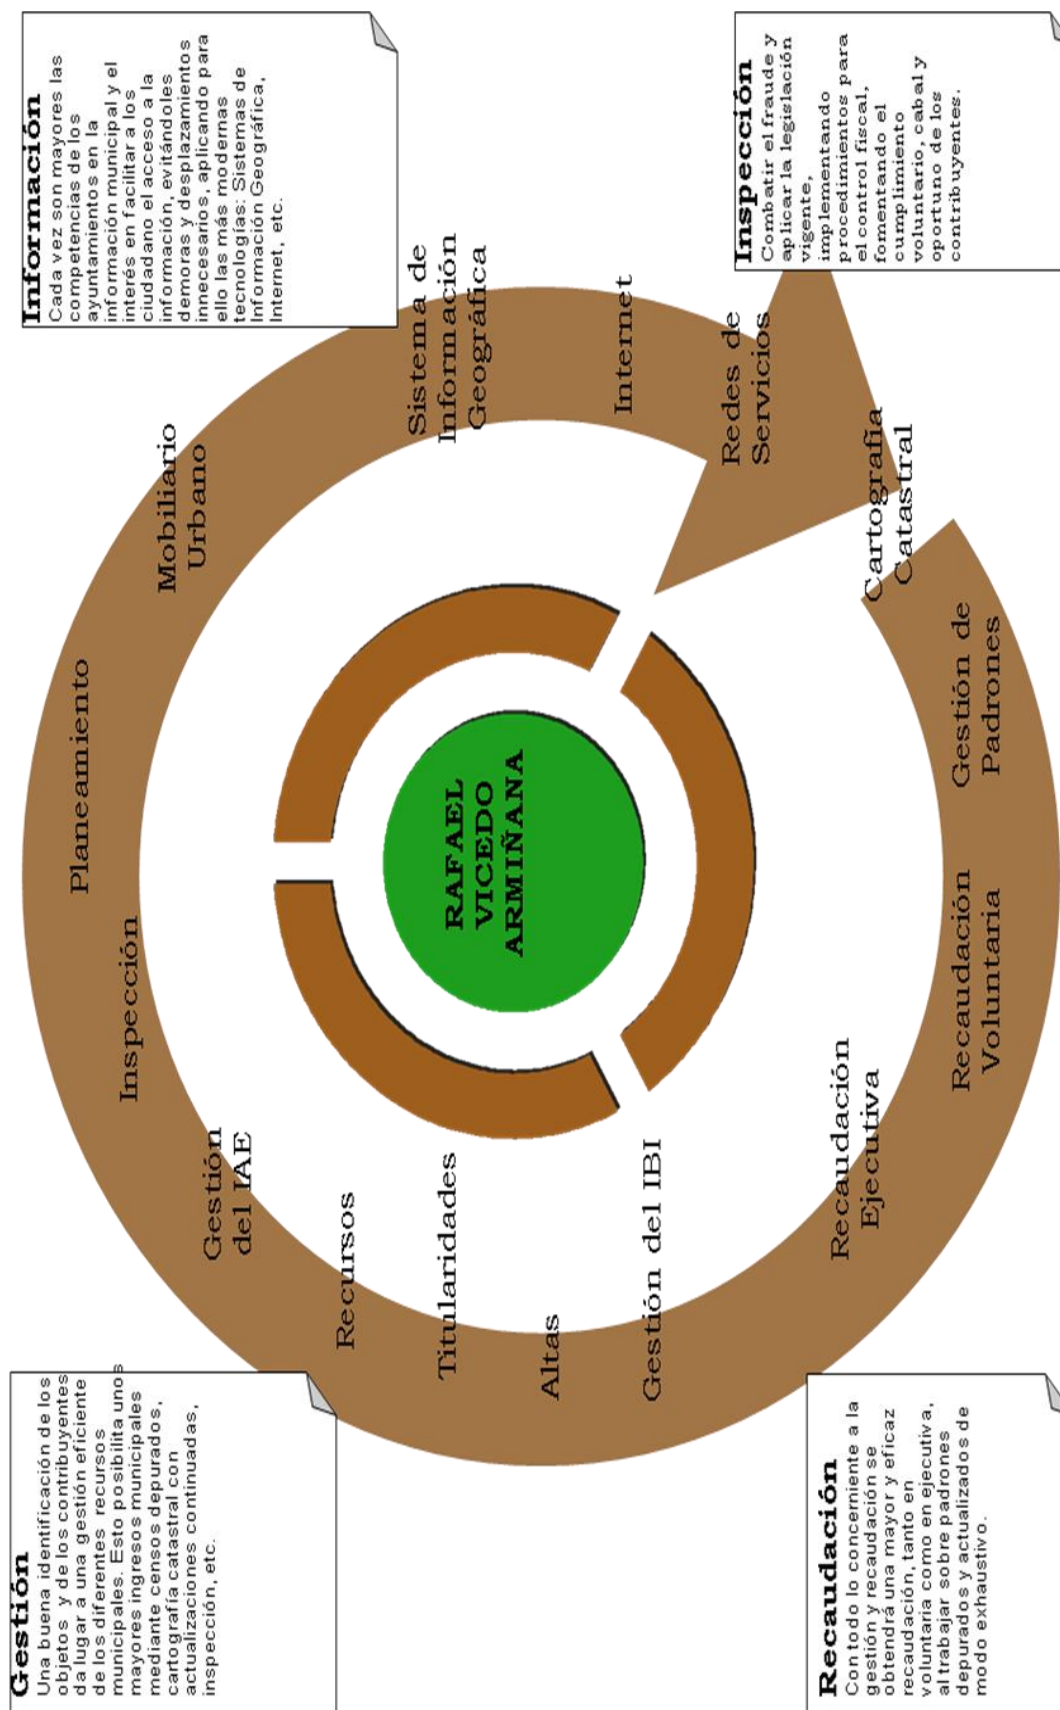 Gestión
Una buena identificación de los
objetos y de los contribuyentes
da lugar a una gestión eficiente
de los diferentes recursos
municipales. Esto posibilita unos
mayores ingresos municipales
mediante censos depurados,
cartografía catastral con
actualizaciones continuadas,
inspección, etc.
Información
Cada vez son mayores las
competencias de los
ayuntamientos en la
información municipal y el
interés en facilitar a los
ciudadano el acceso a la
información, evitándoles
demoras y desplazamientos
innecesarios, aplicando para
ello las más modernas
tecnologías: Sistemas de
Información Geográfica,
Internet, etc.
Planeamiento
Inspección
Mobiliario
Urbano
Gestión
del IAE
Recursos
Titularidades
Altas
Gestión del IBI
Sistema de
Información
Geográfica
Internet
Redes de
Servicios
RAFAEL
VICEDO
ARMIÑANA
Cartografía
Catastral
Recaudación
Ejecutiva
Recaudación
Voluntaria
Gestión de
Padrones
Recaudación
Con todo lo concerniente a la
gestión y recaudación se
obtendrá una mayor y eficaz
recaudación, tanto en
voluntaria como en ejecutiva,
al trabajar sobre padrones
depurados y actualizados de
modo exhaustivo.
Inspección
Combatir el fraude y
aplicar la legislación
vigente,
implementando
procedimientos para
el control fiscal,
fomentando el
cumplimiento
voluntario, cabal y
oportuno de los
contribuyentes.